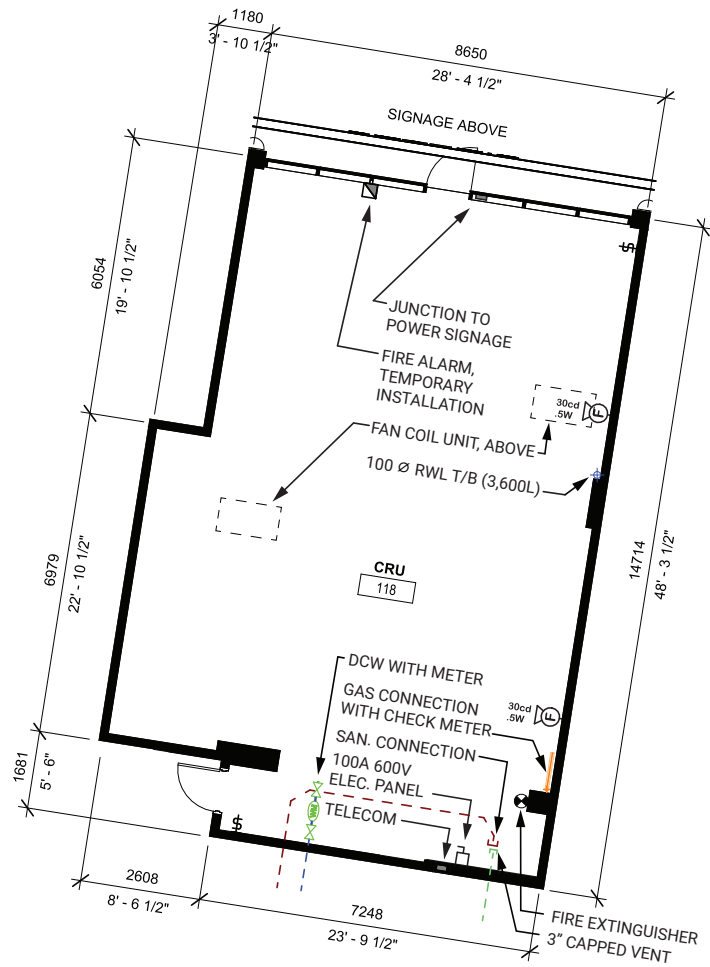 1180
3' - 10 1/2"
8650
28' - 4 1/2"
SIGNAGE ABOVE
6054
19' - 10 1/2"
$
JUNCTION TO
POWER SIGNAGE
FIRE ALARM,
TEMPORARY
INSTALLATION
30cd
.5W
F
FAN COIL UNIT, ABOVE
100 Ø RWL T/B (3,600L)
6979
22' - 10 1/2"
14714
48' - 3 1/2"
CRU
118
DCW WITH METER
GAS CONNECTION
WITH CHECK METER
30cd
.5W
F
SAN. CONNECTION
100A 600V
ELEC. PANEL
TELECOM
1681
5' - 6"
$
2608
8' - 6 1/2"
7248
23' - 9 1/2"
FIRE EXTINGUISHER
3" CAPPED VENT